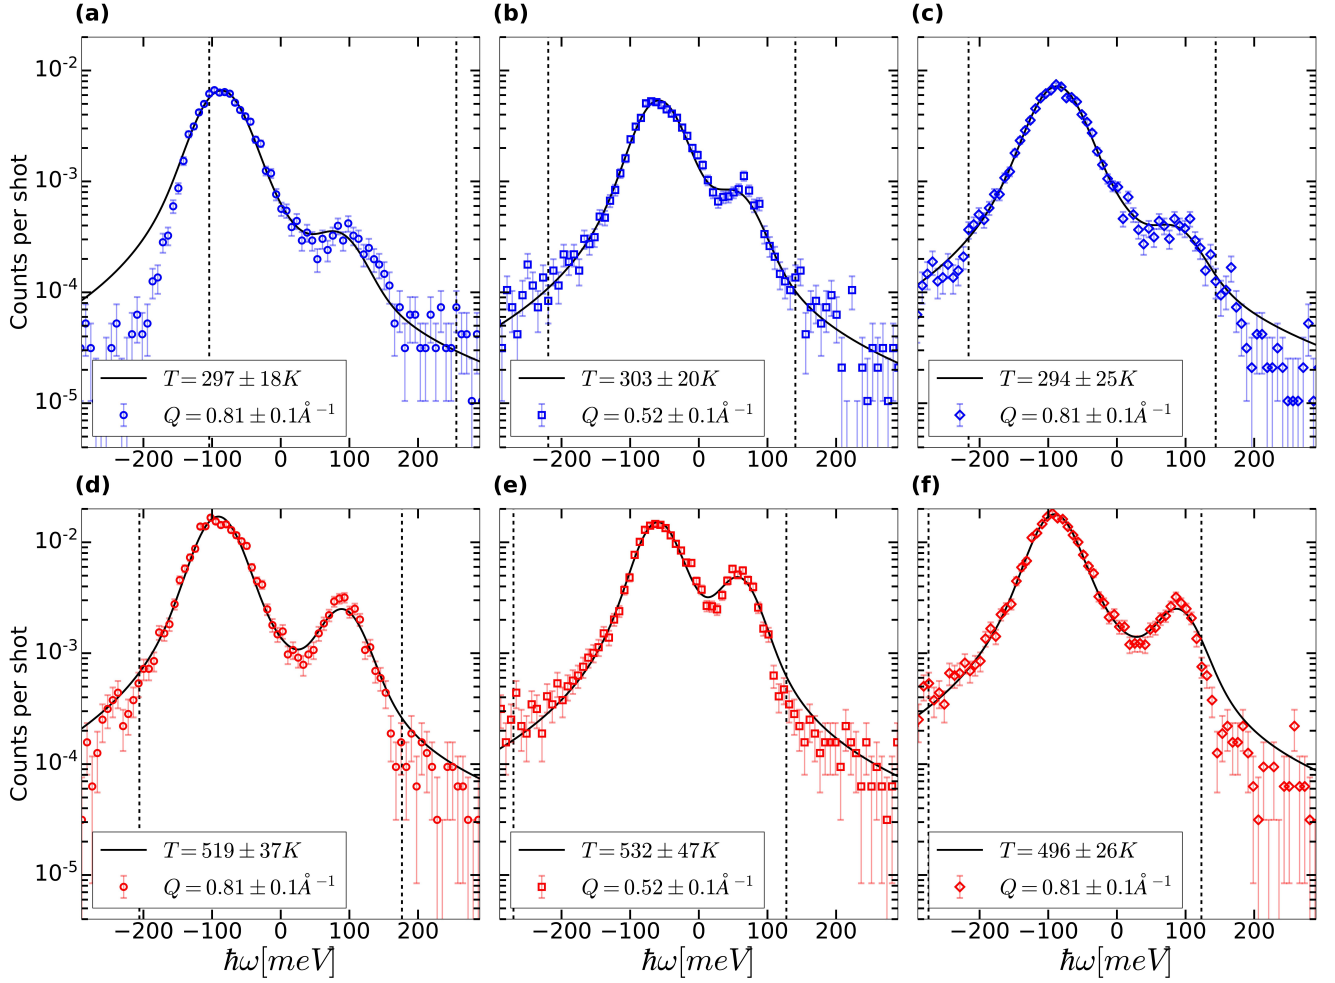 (a) (b) (c)
Counts per shot
10⁻²
10⁻³
10⁻⁴
10⁻⁵
T = 297 ± 18K
Q = 0.81 ± 0.1Å⁻¹
T = 303 ± 20K
Q = 0.52 ± 0.1Å⁻¹
T = 294 ± 25K
Q = 0.81 ± 0.1Å⁻¹
−200 −100 0 100 200 −200 −100 0 100 200 −200 −100 0 100 200
(d) (e) (f)
Counts per shot
10⁻²
10⁻³
10⁻⁴
10⁻⁵
T = 519 ± 37K
Q = 0.81 ± 0.1Å⁻¹
T = 532 ± 47K
Q = 0.52 ± 0.1Å⁻¹
T = 496 ± 26K
Q = 0.81 ± 0.1Å⁻¹
−200 −100 0 100 200 −200 −100 0 100 200 −200 −100 0 100 200
ħω[meV] ħω[meV] ħω[meV]